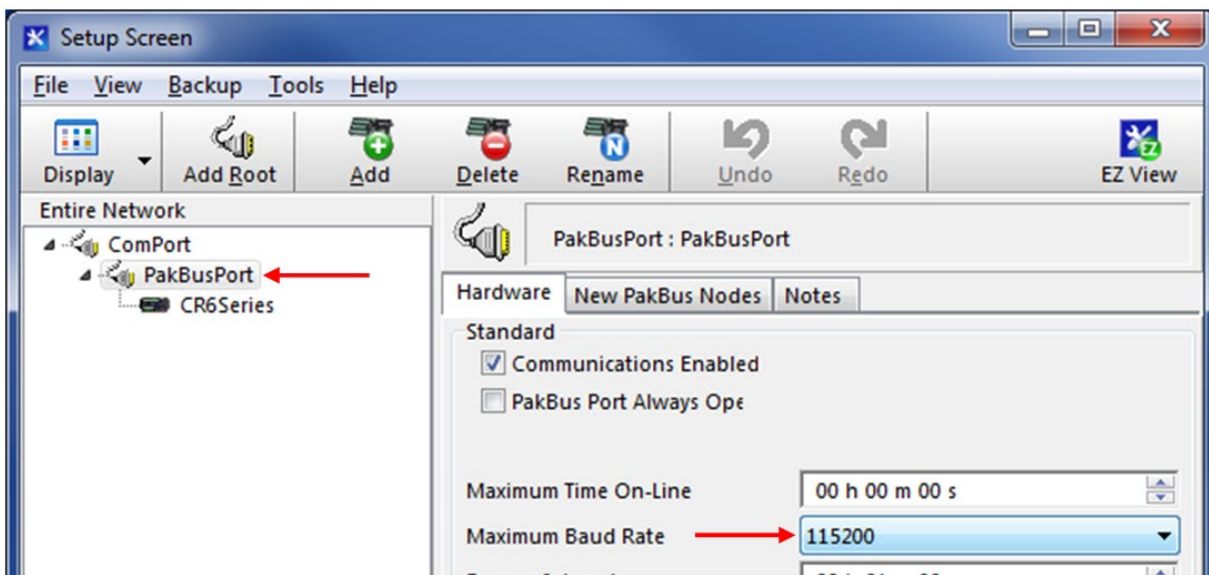 Setup Screen
File View Backup Tools Help
Display Add Root Add Delete Rename Undo Redo EZ View
Entire Network
ComPort
PakBusPort
CR6Series
PakBusPort : PakBusPort
Hardware New PakBus Nodes Notes
Standard
Communications Enabled
PakBus Port Always Ope
Maximum Time On-Line 00 h 00 m 00 s
Maximum Baud Rate 115200